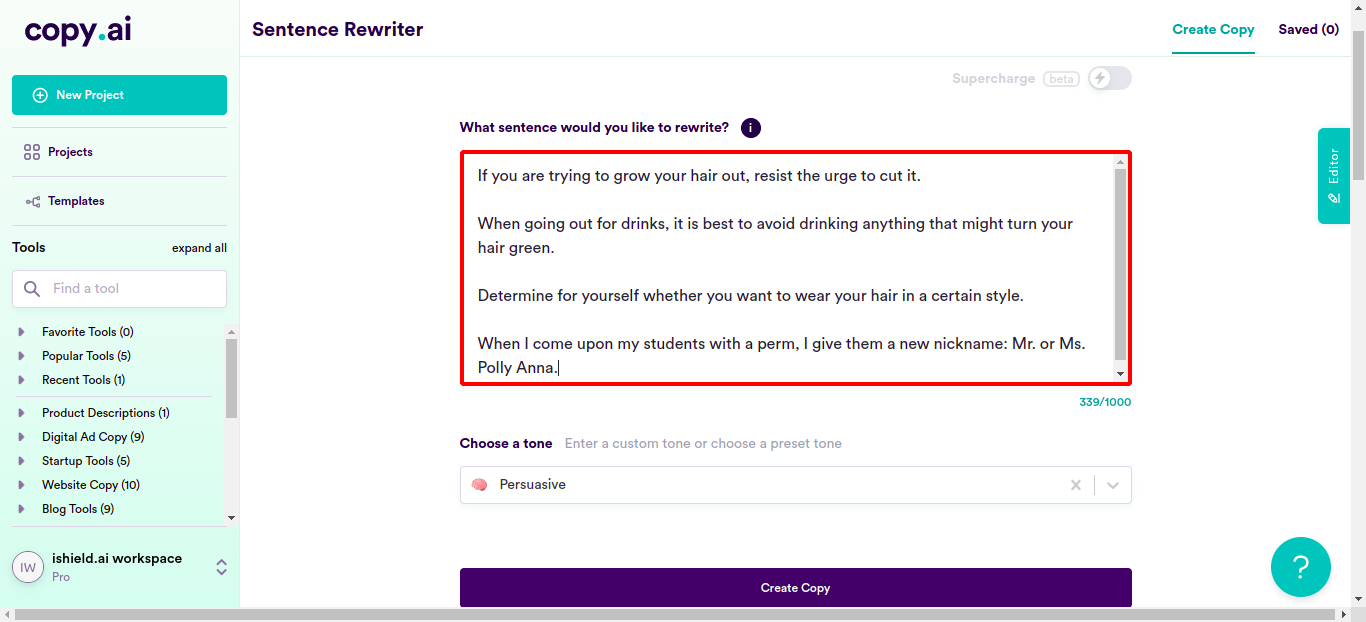 copy.ai
New Project
Projects
Templates
Tools
expand all
Find a tool
Favorite Tools (0)
Popular Tools (5)
Recent Tools (1)
Product Descriptions (1)
Digital Ad Copy (9)
Startup Tools (5)
Website Copy (10)
Blog Tools (9)
IW
ishield.ai workspace
Pro
Sentence Rewriter
Create Copy
Saved (0)
Supercharge
beta
What sentence would you like to rewrite?
i
If you are trying to grow your hair out, resist the urge to cut it.
When going out for drinks, it is best to avoid drinking anything that might turn your
hair green.
Determine for yourself whether you want to wear your hair in a certain style.
When I come upon my students with a perm, I give them a new nickname: Mr. or Ms.
Polly Anna.
339/1000
Choose a tone
Enter a custom tone or choose a preset tone
Persuasive
Create Copy
Editor
?